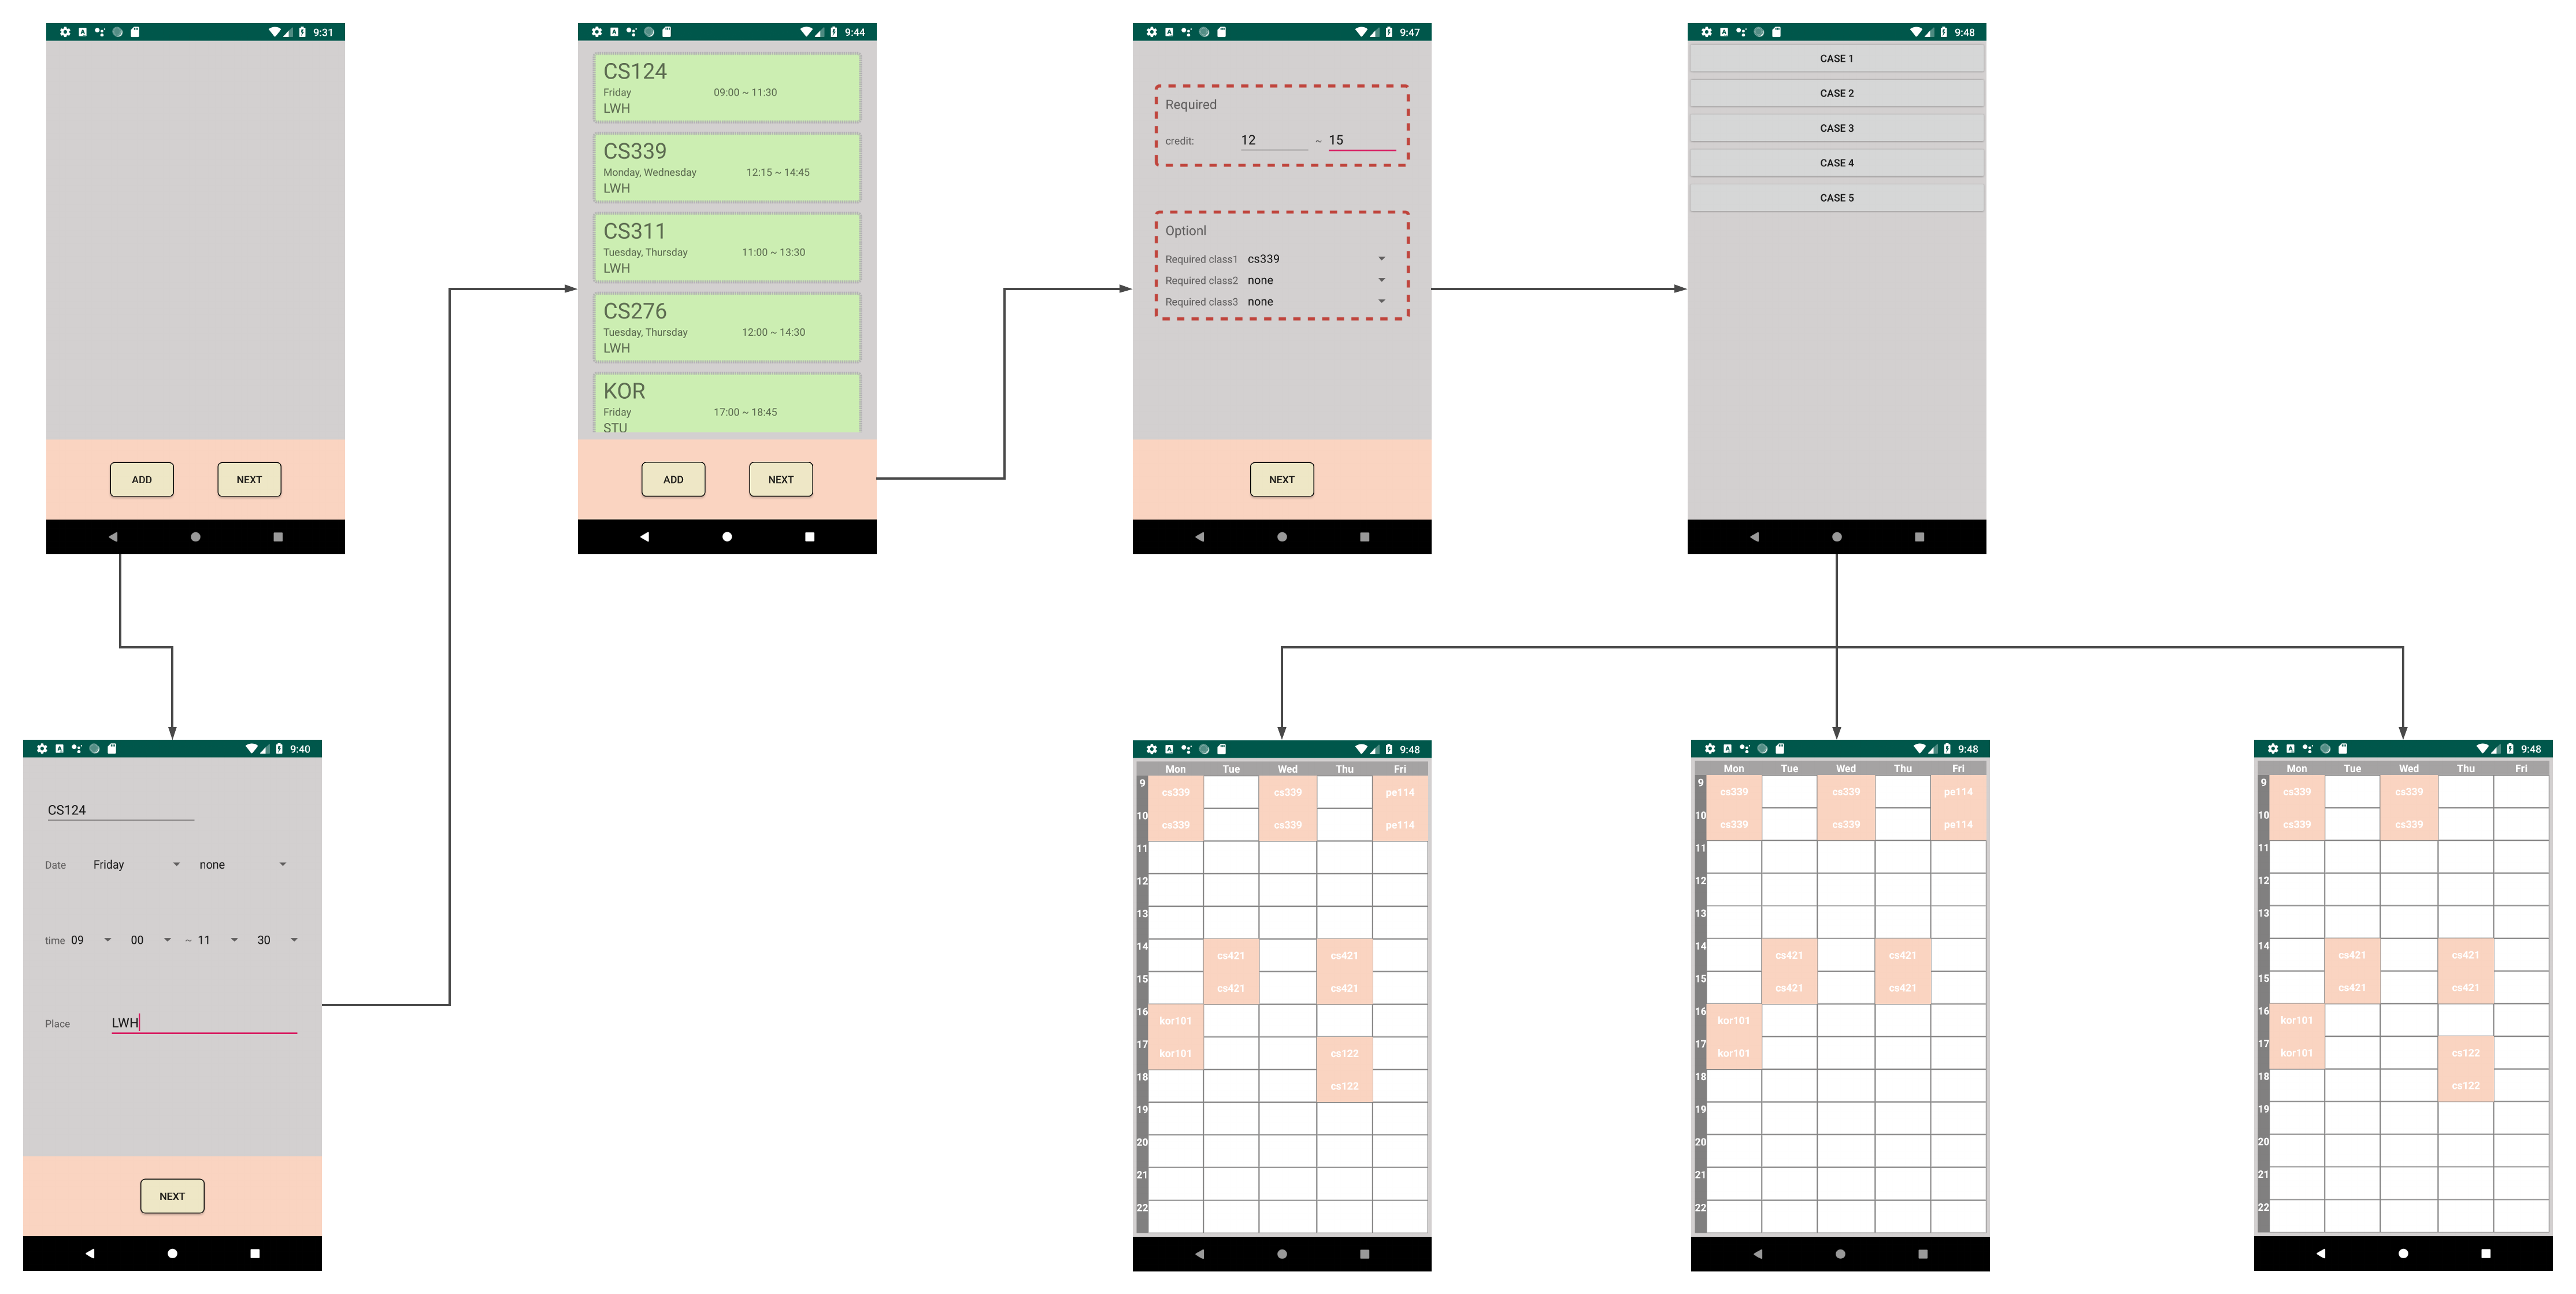 9:31
ADD NEXT
9:44
CS124
Friday 09:00 ~ 11:30
LWH
CS339
Monday, Wednesday 12:15 ~ 14:45
LWH
CS311
Tuesday, Thursday 11:00 ~ 13:30
LWH
CS276
Tuesday, Thursday 12:00 ~ 14:30
LWH
KOR
Friday 17:00 ~ 18:45
STU
ADD NEXT
9:47
Required
credit: 12 ~ 15
Optionl
Required class1 cs339
Required class2 none
Required class3 none
NEXT
9:48
CASE 1
CASE 2
CASE 3
CASE 4
CASE 5
9:40
CS124
Date Friday none
time 09 00 ~ 11 30
Place LWH
NEXT
9:48
Mon Tue Wed Thu Fri
9 cs339 cs339 pe114
10 cs339 cs339 pe114
11
12
13
14 cs421 cs421
15 cs421 cs421
16 kor101
17 kor101 cs122
18 cs122
19
20
21
22
9:48
Mon Tue Wed Thu Fri
9 cs339 cs339 pe114
10 cs339 cs339 pe114
11
12
13
14 cs421 cs421
15 cs421 cs421
16 kor101
17 kor101
18
19
20
21
22
9:48
Mon Tue Wed Thu Fri
9 cs339 cs339
10 cs339 cs339
11
12
13
14 cs421 cs421
15 cs421 cs421
16 kor101
17 kor101 cs122
18 cs122
19
20
21
22